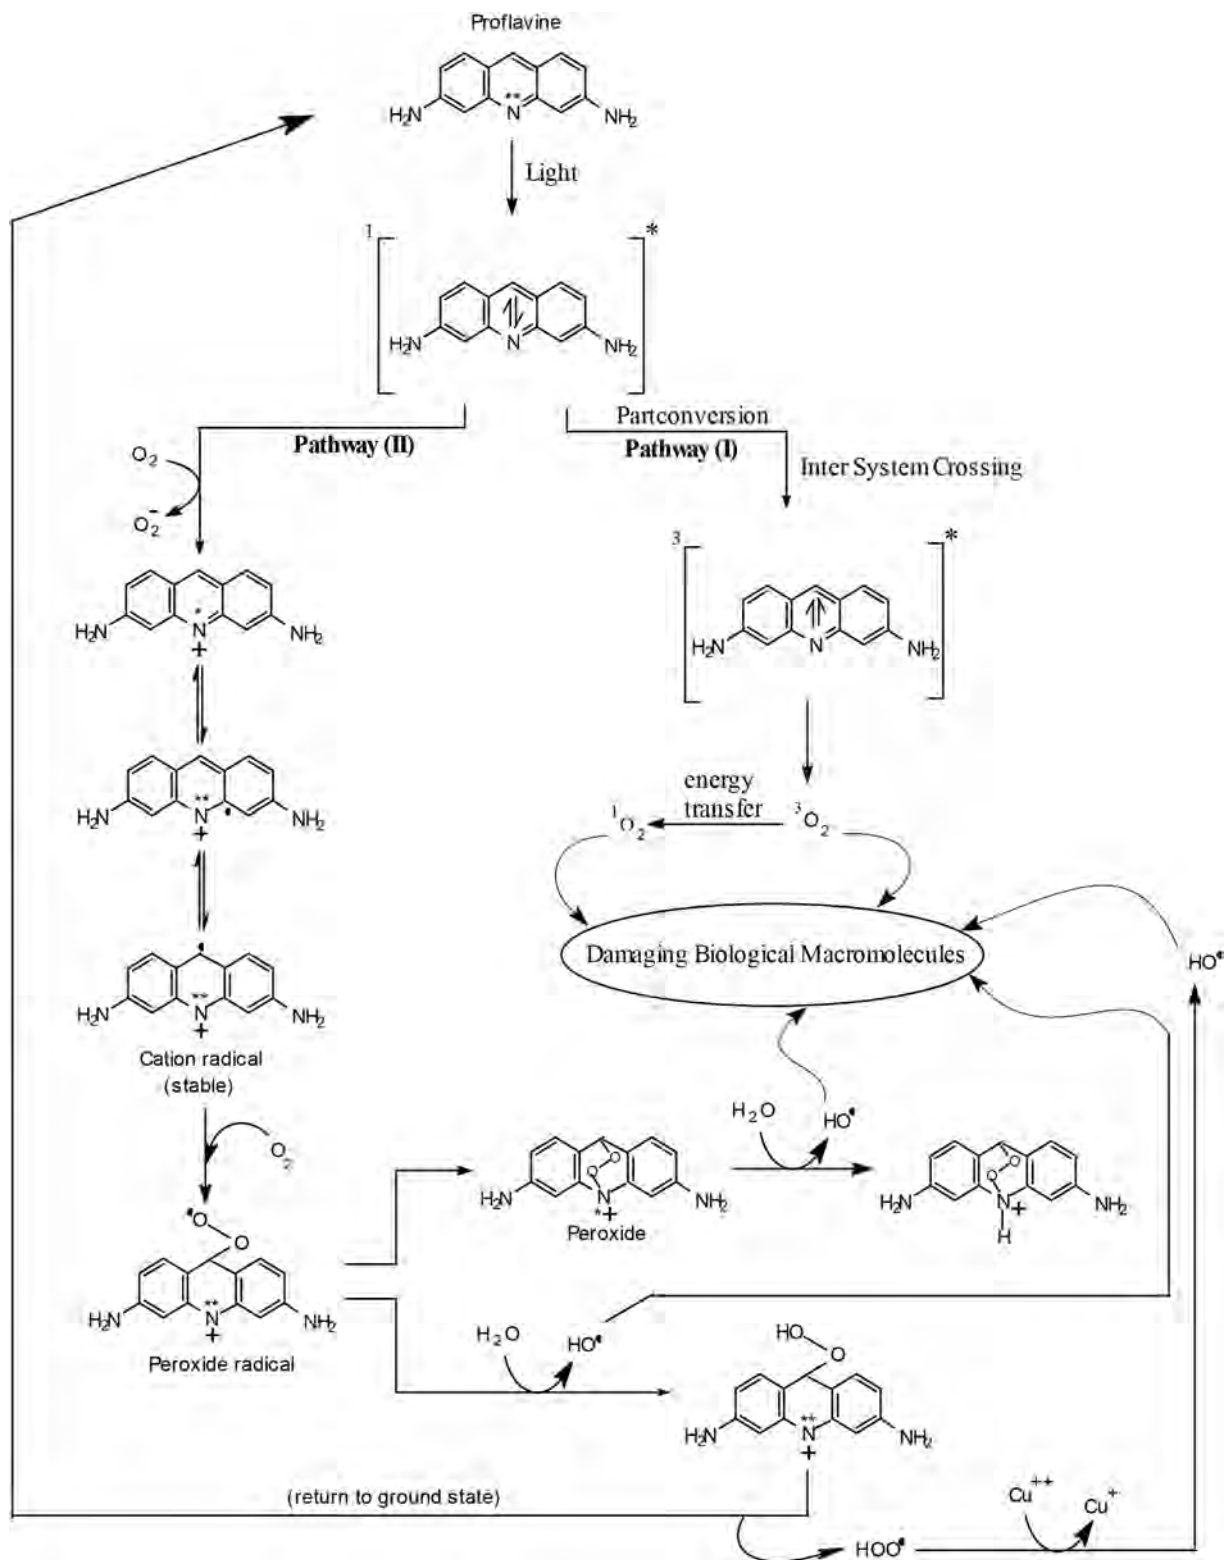 Proflavine
H₂N
N
**
NH₂
Light
1
*
H₂N
N
NH₂
Partconversion
Pathway (II)
Pathway (I)
O₂
Inter System Crossing
O₂⁻
3
*
H₂N
*
N
+
NH₂
H₂N
N
NH₂
H₂N
**
N
+
NH₂
energy
transfer
¹O₂
³O₂
Damaging Biological Macromolecules
HO•
H₂N
**
N
+
NH₂
Cation radical
(stable)
O₂
H₂O
HO•
H₂N
O
O
N
*+
NH₂
Peroxide
H₂N
O
O
N
+
H
NH₂
•O
O
H₂N
**
N
+
NH₂
Peroxide radical
H₂O
HO•
HO
O
H₂N
**
N
+
NH₂
(return to ground state)
Cu⁺⁺
Cu⁺
HOO•